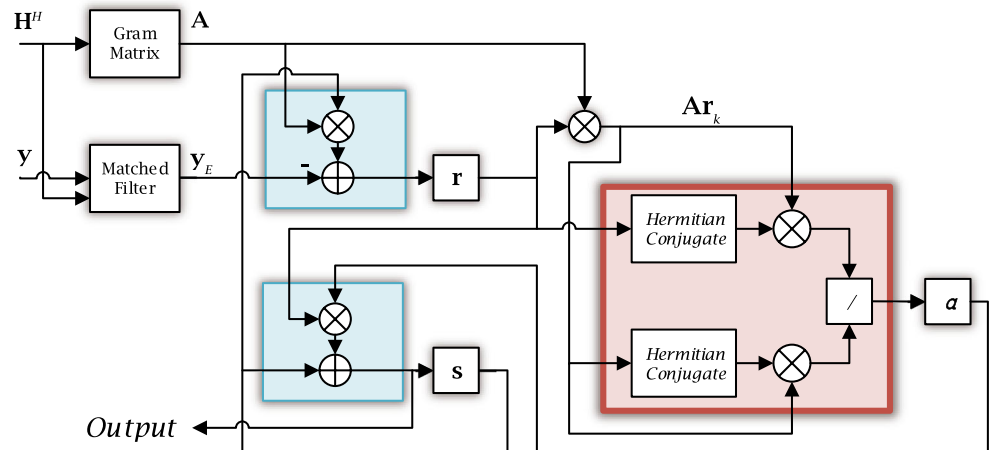 H^H
A
Gram
Matrix
Ar_k
y
y_E
Matched
Filter
-
r
Hermitian
Conjugate
/
α
Hermitian
Conjugate
s
Output